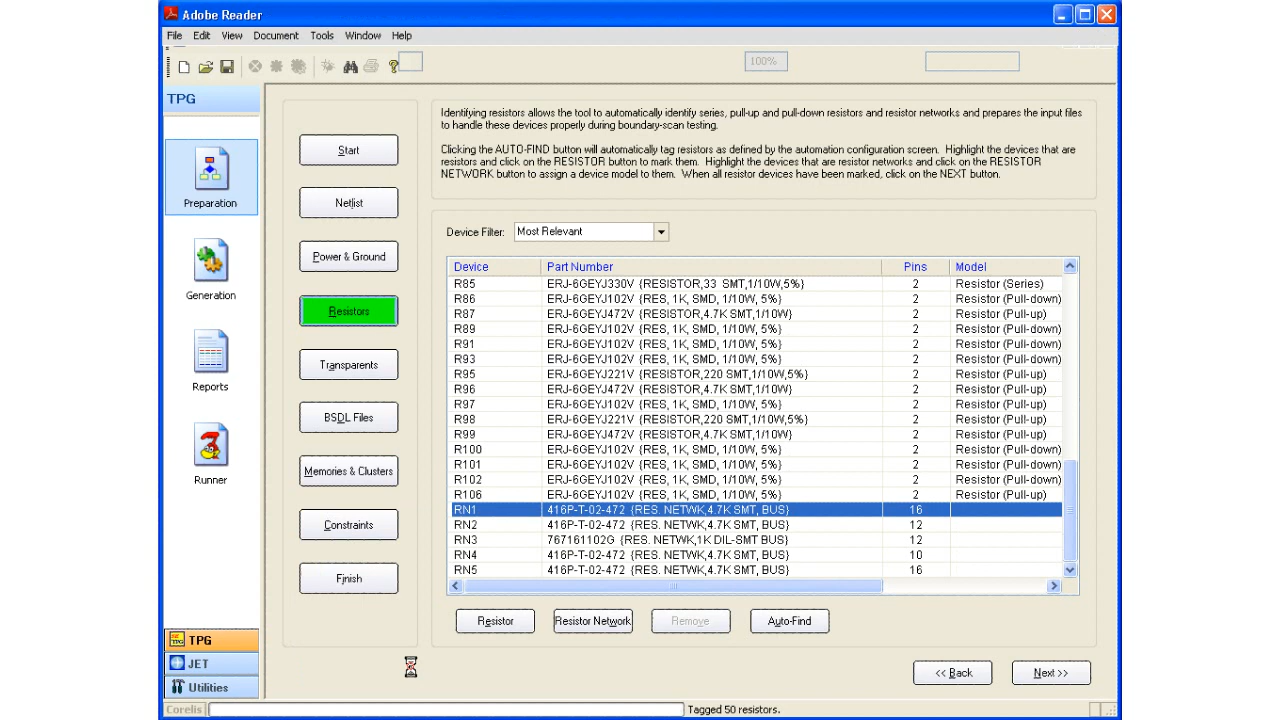 Adobe Reader
File Edit View Document Tools Window Help
100%
TPG
Preparation
Generation
Reports
Runner
TPG
JET
Utilities
Start
Netlist
Power & Ground
Resistors
Transparents
BSDL Files
Memories & Clusters
Constraints
Finish
Identifying resistors allows the tool to automatically identify series, pull-up and pull-down resistors and resistor networks and prepares the input files
to handle these devices properly during boundary-scan testing.
Clicking the AUTO-FIND button will automatically tag resistors as defined by the automation configuration screen. Highlight the devices that are
resistors and click on the RESISTOR button to mark them. Highlight the devices that are resistor networks and click on the RESISTOR
NETWORK button to assign a device model to them. When all resistor devices have been marked, click on the NEXT button.
Device Filter: Most Relevant
Device Part Number Pins Model
R85 ERJ-6GEYJ330V {RESISTOR,33 SMT,1/10W,5%} 2 Resistor (Series)
R86 ERJ-6GEYJ102V {RES, 1K, SMD, 1/10W, 5%} 2 Resistor (Pull-down)
R87 ERJ-6GEYJ472V {RESISTOR,4.7K SMT,1/10W} 2 Resistor (Pull-up)
R89 ERJ-6GEYJ102V {RES, 1K, SMD, 1/10W, 5%} 2 Resistor (Pull-down)
R91 ERJ-6GEYJ102V {RES, 1K, SMD, 1/10W, 5%} 2 Resistor (Pull-down)
R93 ERJ-6GEYJ102V {RES, 1K, SMD, 1/10W, 5%} 2 Resistor (Pull-down)
R95 ERJ-6GEYJ221V {RESISTOR,220 SMT,1/10W,5%} 2 Resistor (Pull-up)
R96 ERJ-6GEYJ472V {RESISTOR,4.7K SMT,1/10W} 2 Resistor (Pull-up)
R97 ERJ-6GEYJ102V {RES, 1K, SMD, 1/10W, 5%} 2 Resistor (Pull-down)
R98 ERJ-6GEYJ221V {RESISTOR,220 SMT,1/10W,5%} 2 Resistor (Pull-up)
R99 ERJ-6GEYJ472V {RESISTOR,4.7K SMT,1/10W} 2 Resistor (Pull-up)
R100 ERJ-6GEYJ102V {RES, 1K, SMD, 1/10W, 5%} 2 Resistor (Pull-down)
R101 ERJ-6GEYJ102V {RES, 1K, SMD, 1/10W, 5%} 2 Resistor (Pull-down)
R102 ERJ-6GEYJ102V {RES, 1K, SMD, 1/10W, 5%} 2 Resistor (Pull-down)
R106 ERJ-6GEYJ102V {RES, 1K, SMD, 1/10W, 5%} 2 Resistor (Pull-up)
RN1 416P-T-02-472 {RES. NETWK,4.7K SMT, BUS} 16
RN2 416P-T-02-472 {RES. NETWK,4.7K SMT, BUS} 12
RN3 767161102G {RES. NETWK,1K DIL-SMT BUS} 12
RN4 416P-T-02-472 {RES. NETWK,4.7K SMT, BUS} 10
RN5 416P-T-02-472 {RES. NETWK,4.7K SMT, BUS} 16
Resistor Resistor Network Remove Auto-Find
<< Back Next >>
Corelis Tagged 50 resistors.